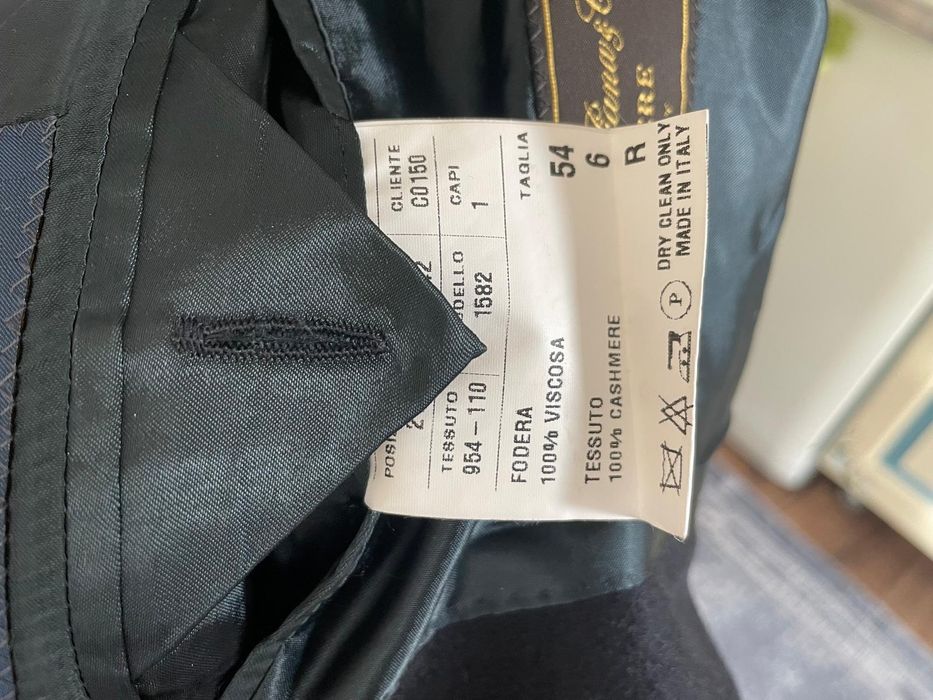 CLIENTE
C0150
TESSUTO
954-110
1582
CAPI
1
FODERA
100% VISCOSA
TAGLIA
54
6
R
TESSUTO
100% CASHMERE
P
DRY CLEAN ONLY
MADE IN ITALY